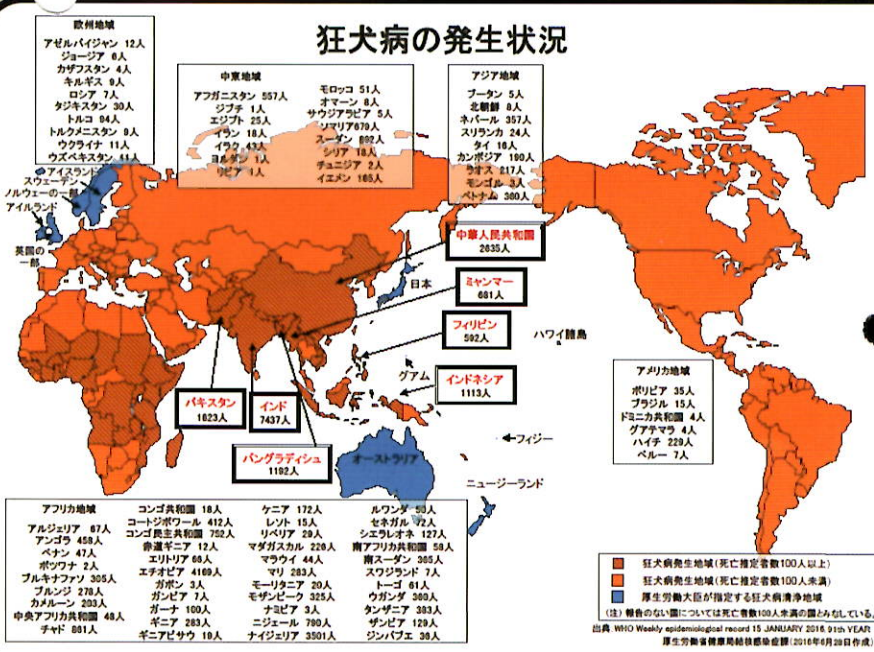 狂犬病の発生状況
欧州地域
アゼルバイジャン 12人
ジョージア 6人
カザフスタン 4人
キルギス 9人
ロシア 7人
タジキスタン 30人
トルコ 94人
トルクメニスタン 9人
ウクライナ 11人
ウズベキスタン 41人
中東地域
アフガニスタン 557人
ジブチ 1人
エジプト 25人
イラン 18人
イラク 43人
ヨルダン 1人
リビア 1人
モロッコ 51人
オマーン 8人
サウジアラビア 5人
ソマリア679人
スーダン 892人
シリア 18人
チュニジア 2人
イエメン 165人
アジア地域
ブータン 5人
北朝鮮 8人
ネパール 357人
スリランカ 24人
タイ 16人
カンボジア 190人
ラオス 217人
モンゴル 3人
ベトナム 360人
アイスランド
スウェーデン
ノルウェーの一部
アイルランド
英国の
一部
中華人民共和国
2635人
日本
ミャンマー
681人
フィリピン
592人
ハワイ諸島
グアム
インドネシア
1113人
パキスタン
1623人
インド
7437人
バングラディシュ
1192人
オーストラリア
フィジー
ニュージーランド
アメリカ地域
ボリビア 35人
ブラジル 15人
ドミニカ共和国 4人
グアテマラ 4人
ハイチ 229人
ペルー 7人
アフリカ地域
アルジェリア 67人
アンゴラ 458人
ベナン 47人
ボツワナ 2人
ブルキナファソ 305人
ブルンジ 278人
カメルーン 203人
中央アフリカ共和国 48人
チャド 861人
コンゴ共和国 18人
コートジボワール 412人
コンゴ民主共和国 752人
赤道ギニア 12人
エリトリア 66人
エチオピア 4169人
ガボン 3人
ガンビア 7人
ガーナ 100人
ギニア 283人
ギニアビサウ 19人
ケニア 172人
レソト 15人
リベリア 29人
マダガスカル 226人
マラウイ 44人
マリ 283人
モーリタニア 20人
モザンビーク 325人
ナミビア 3人
ニジェール 790人
ナイジェリア 3501人
ルワンダ 53人
セネガル 72人
シエラレオネ 127人
南アフリカ共和国 58人
南スーダン 365人
スワジランド 7人
トーゴ 61人
ウガンダ 360人
タンザニア 383人
ザンビア 129人
ジンバブエ 36人
狂犬病発生地域(死亡推定者数100人以上)
狂犬病発生地域(死亡推定者数100人未満)
厚生労働大臣が指定する狂犬病清浄地域
(注) 報告のない国については死亡者数100人未満の国とみなしている。
出典 WHO Weekly epidemiological record 15 JANUARY 2016, 91th YEAR
厚生労働省健康局結核感染症課(2016年6月28日作成)